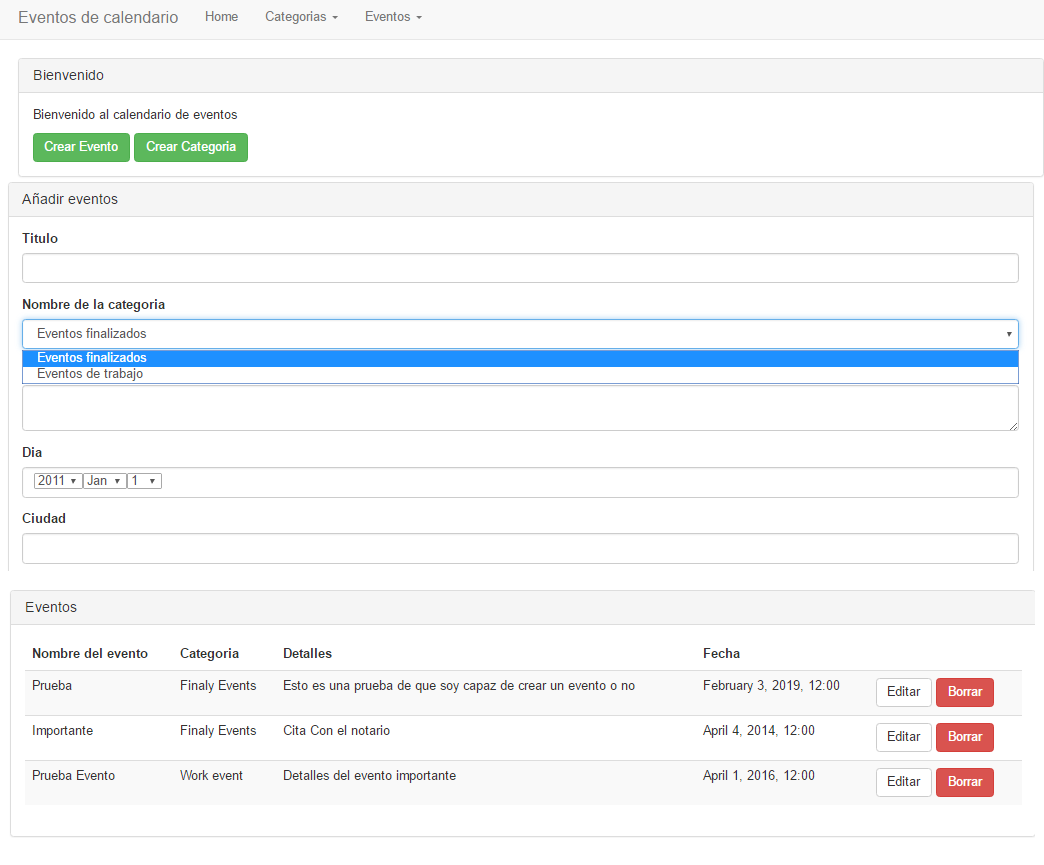 Eventos de calendario Home Categorias Eventos
Bienvenido
Bienvenido al calendario de eventos
Crear Evento Crear Categoria
Añadir eventos
Titulo
Nombre de la categoria
Eventos finalizados
Eventos finalizados
Eventos de trabajo
Dia
2011 Jan 1
Ciudad
Eventos
Nombre del evento Categoria Detalles Fecha
Prueba Finaly Events Esto es una prueba de que soy capaz de crear un evento o no February 3, 2019, 12:00 Editar Borrar
Importante Finaly Events Cita Con el notario April 4, 2014, 12:00 Editar Borrar
Prueba Evento Work event Detalles del evento importante April 1, 2016, 12:00 Editar Borrar